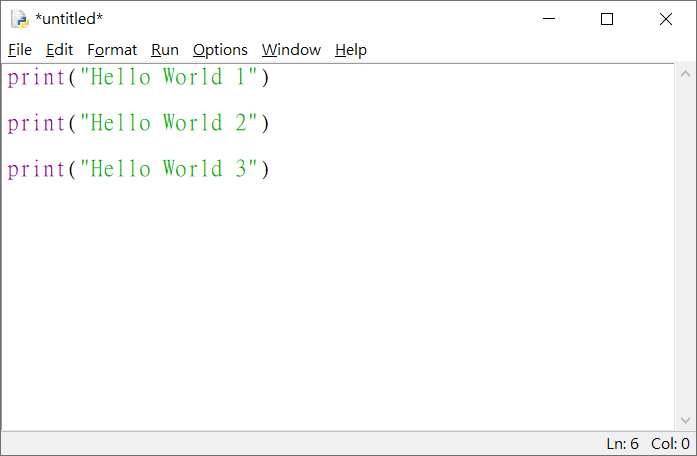 *untitled*
File Edit Format Run Options Window Help
print("Hello World 1")
print("Hello World 2")
print("Hello World 3")
Ln: 6 Col: 0